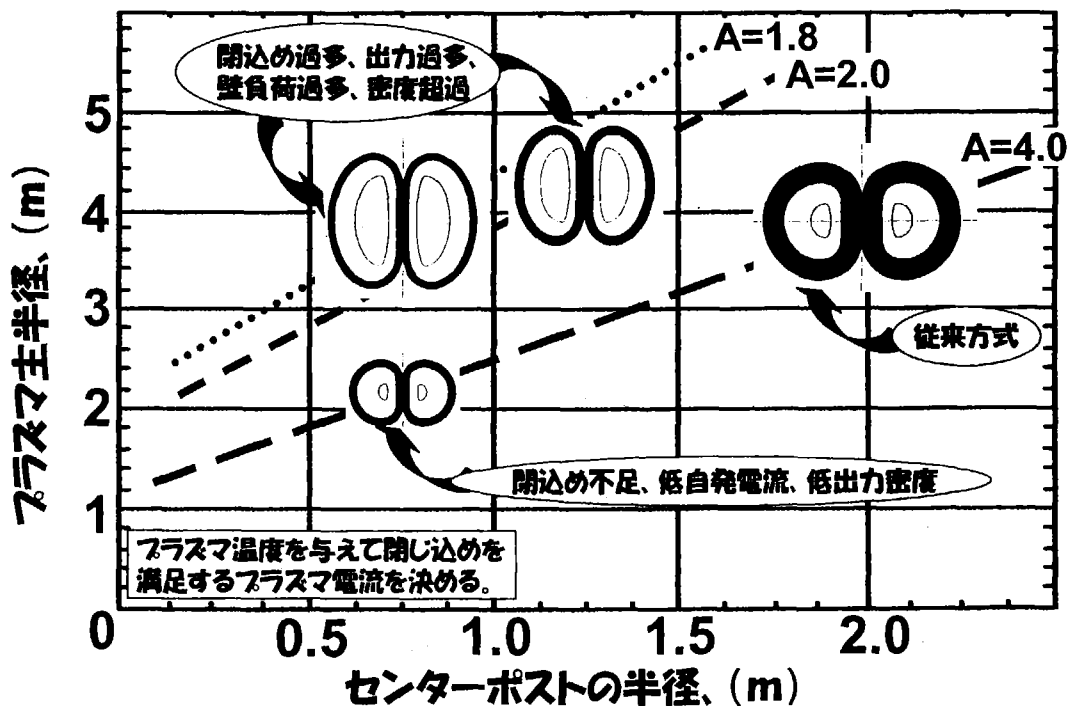 閉込め過多、出力過多、
壁負荷過多、密度超過
A=1.8
A=2.0
A=4.0
従来方式
閉込め不足、低自発電流、低出力密度
プラズマ温度を与えて閉じ込めを
満足するプラズマ電流を決める。
プラズマ主半径、(m)
5
4
3
2
1
0
0.5
1.0
1.5
2.0
センターポストの半径、(m)